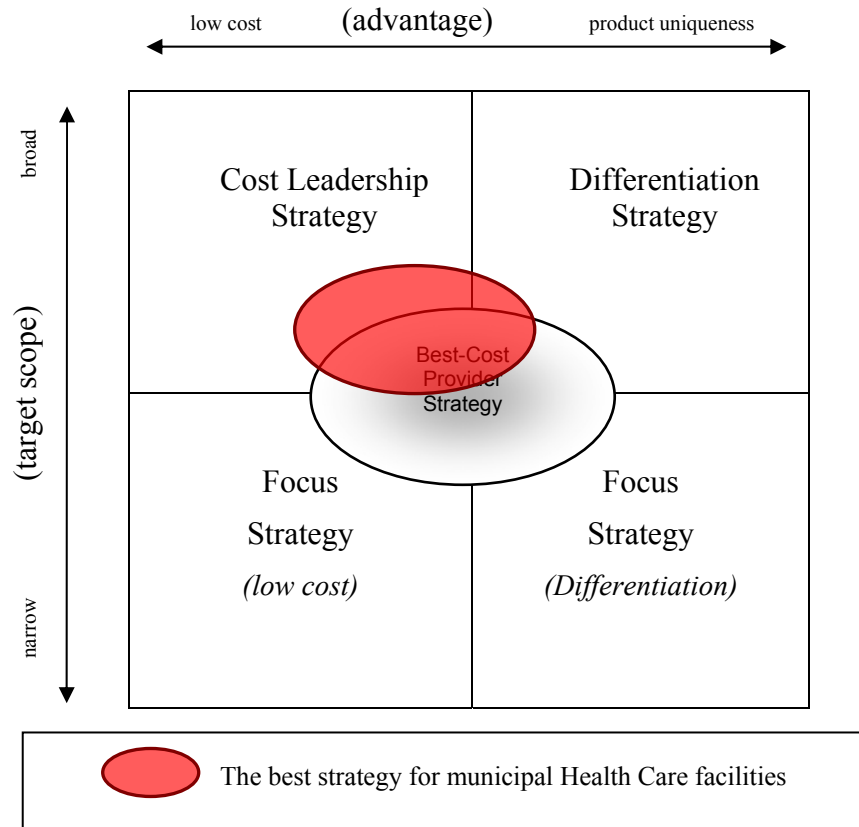 low cost (advantage) product uniqueness
broad
(target scope)
narrow
Cost Leadership
Strategy
Differentiation
Strategy
Best-Cost
Provider
Strategy
Focus
Strategy
(low cost)
Focus
Strategy
(Differentiation)
The best strategy for municipal Health Care facilities